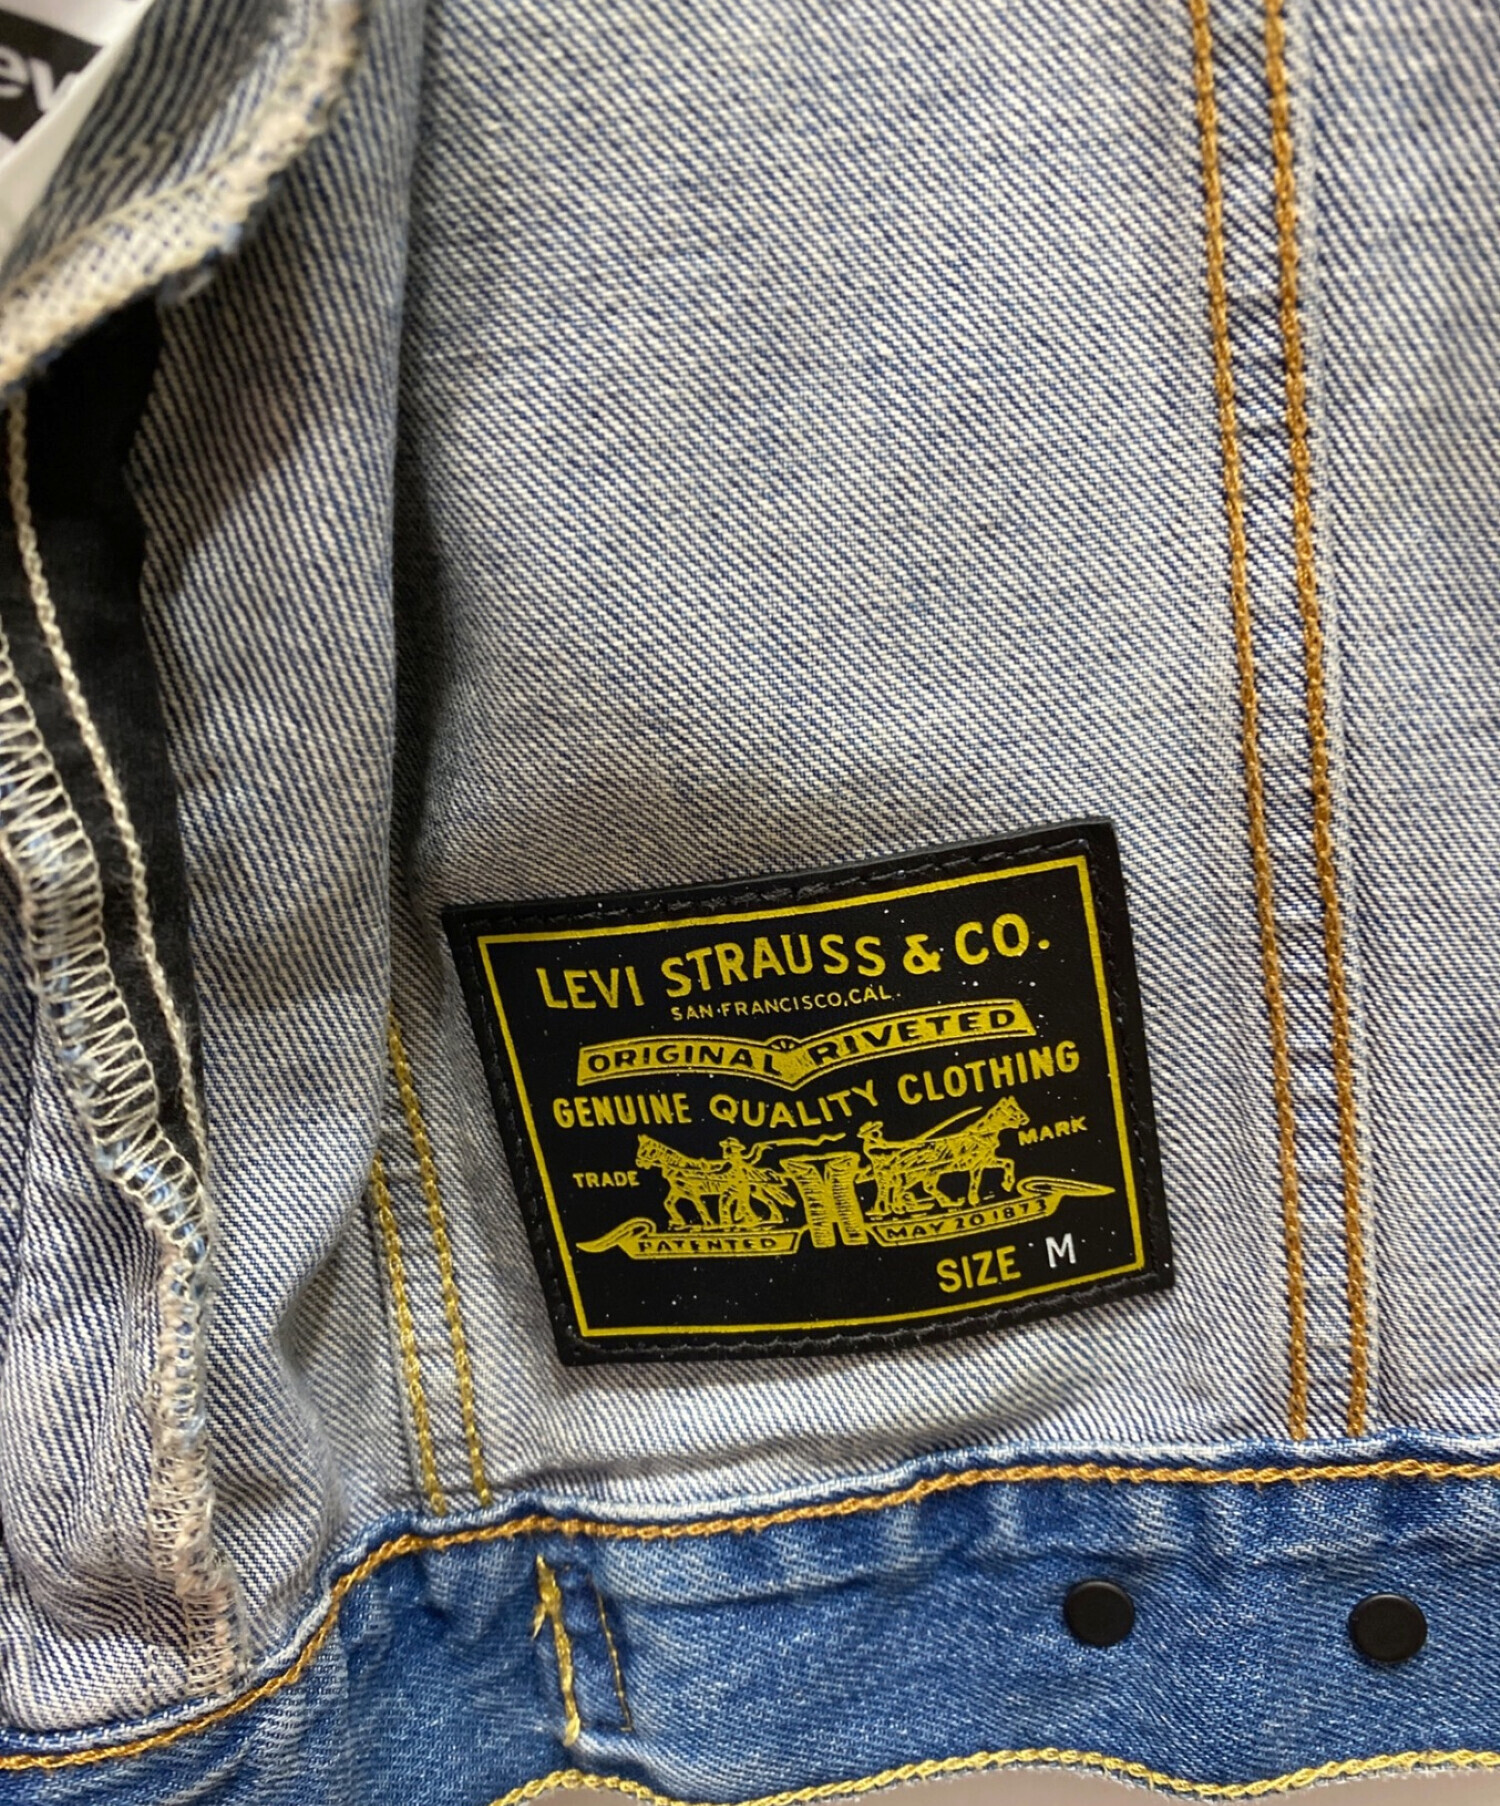 LEVI STRAUSS & CO.
SAN FRANCISCO, CAL.
ORIGINAL RIVETED
GENUINE QUALITY CLOTHING
TRADE MARK
PATENTED MAY 20 1873
SIZE M